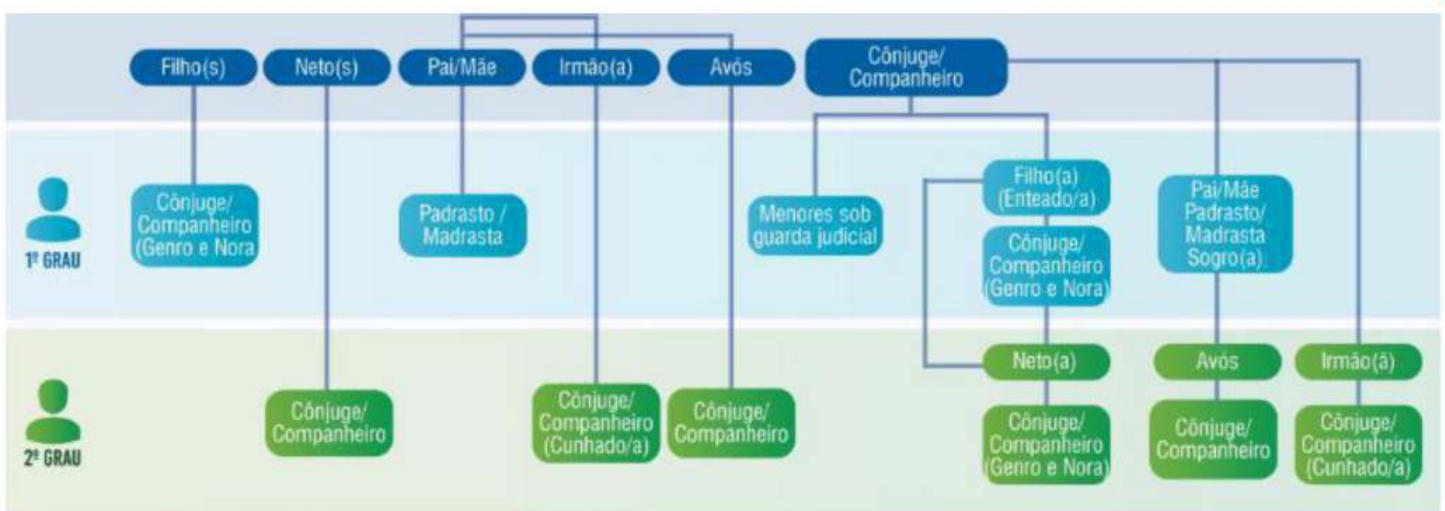 Filho(s)
Neto(s)
Pai/Mãe
Irmão(a)
Avós
Cônjuge/
Companheiro
1º GRAU
Cônjuge/
Companheiro
(Genro e Nora
Padrasto /
Madrasta
Menores sob
guarda judicial
Filho(a)
(Enteado/a)
Cônjuge/
Companheiro
(Genro e Nora)
Pai/Mãe
Padrasto/
Madrasta
Sogro(a).
2º GRAU
Cônjuge/
Companheiro
Cônjuge/
Companheiro
(Cunhado/a)
Cônjuge/
Companheiro
Neto(a)
Cônjuge/
Companheiro
(Genro e Nora)
Avós
Cônjuge/
Companheiro
Irmão(ã)
Cônjuge/
Companheiro
(Cunhado/a)